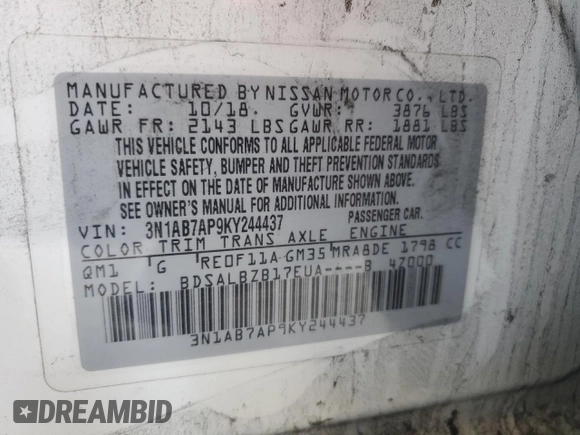 MANUFACTURED BY NISSAN MOTOR CO., LTD.
DATE: 10/18. GVWR: 3876 LBS
GAWR FR: 2143 LBS GAWR RR: 1881 LBS
THIS VEHICLE CONFORMS TO ALL APPLICABLE FEDERAL MOTOR
VEHICLE SAFETY, BUMPER AND THEFT PREVENTION STANDARDS
IN EFFECT ON THE DATE OF MANUFACTURE SHOWN ABOVE.
SEE OWNER'S MANUAL FOR ADDITIONAL INFORMATION.
VIN: 3N1AB7AP9KY244437 PASSENGER CAR.
COLOR TRIM TRANS AXLE ENGINE
QM1 G RE0F11A GM35 MRA8DE 1798 CC
MODEL: BDSALBZB17EUA----B 47000
3N1AB7AP9KY244437
DREAMBID